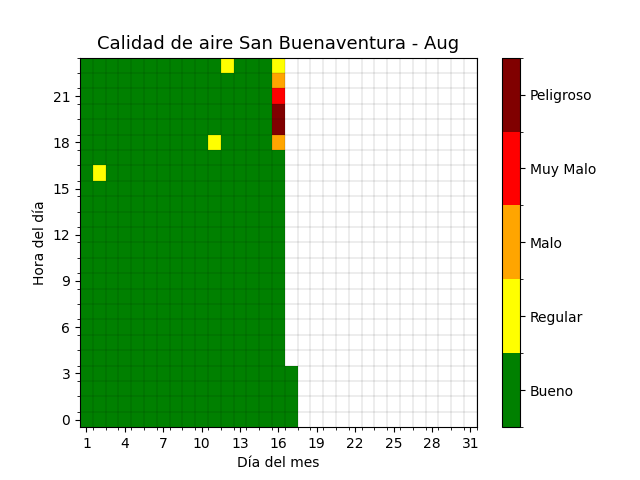 Calidad de aire San Buenaventura - Aug
Hora del día
21
18
15
12
9
6
3
0
1 4 7 10 13 16 19 22 25 28 31
Día del mes
Peligroso
Muy Malo
Malo
Regular
Bueno